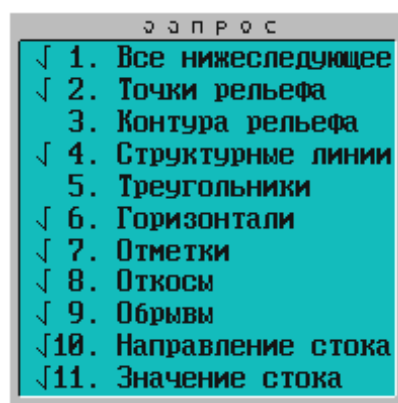 запрос
√ 1. Все нижеследующее
√ 2. Точки рельефа
3. Контура рельефа
√ 4. Структурные линии
5. Треугольники
√ 6. Горизонтали
√ 7. Отметки
√ 8. Откосы
√ 9. Обрывы
√10. Направление стока
√11. Значение стока